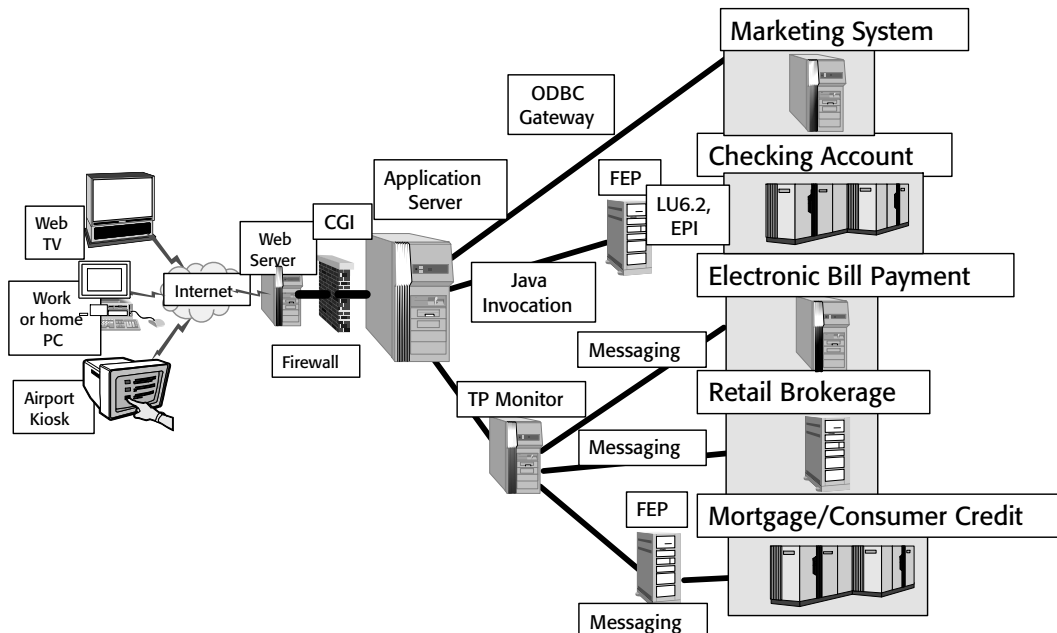 Marketing System
ODBC
Gateway
Checking Account
Application
Server
FEP
LU6.2,
EPI
CGI
Web
Server
Web
TV
Internet
Java
Invocation
Electronic Bill Payment
Work
or home
PC
Firewall
Messaging
Airport
Kiosk
TP Monitor
Retail Brokerage
Messaging
FEP
Mortgage/Consumer Credit
Messaging